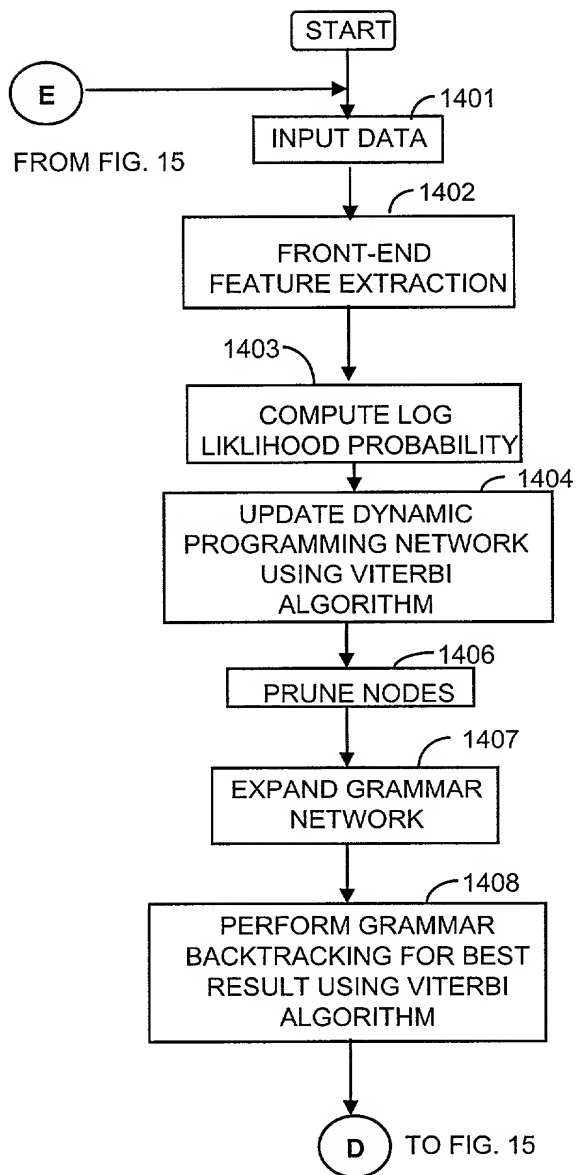 START
E
FROM FIG. 15
1401
INPUT DATA
1402
FRONT-END
FEATURE EXTRACTION
1403
COMPUTE LOG
LIKLIHOOD PROBABILITY
1404
UPDATE DYNAMIC
PROGRAMMING NETWORK
USING VITERBI
ALGORITHM
1406
PRUNE NODES
1407
EXPAND GRAMMAR
NETWORK
1408
PERFORM GRAMMAR
BACKTRACKING FOR BEST
RESULT USING VITERBI
ALGORITHM
D
TO FIG. 15